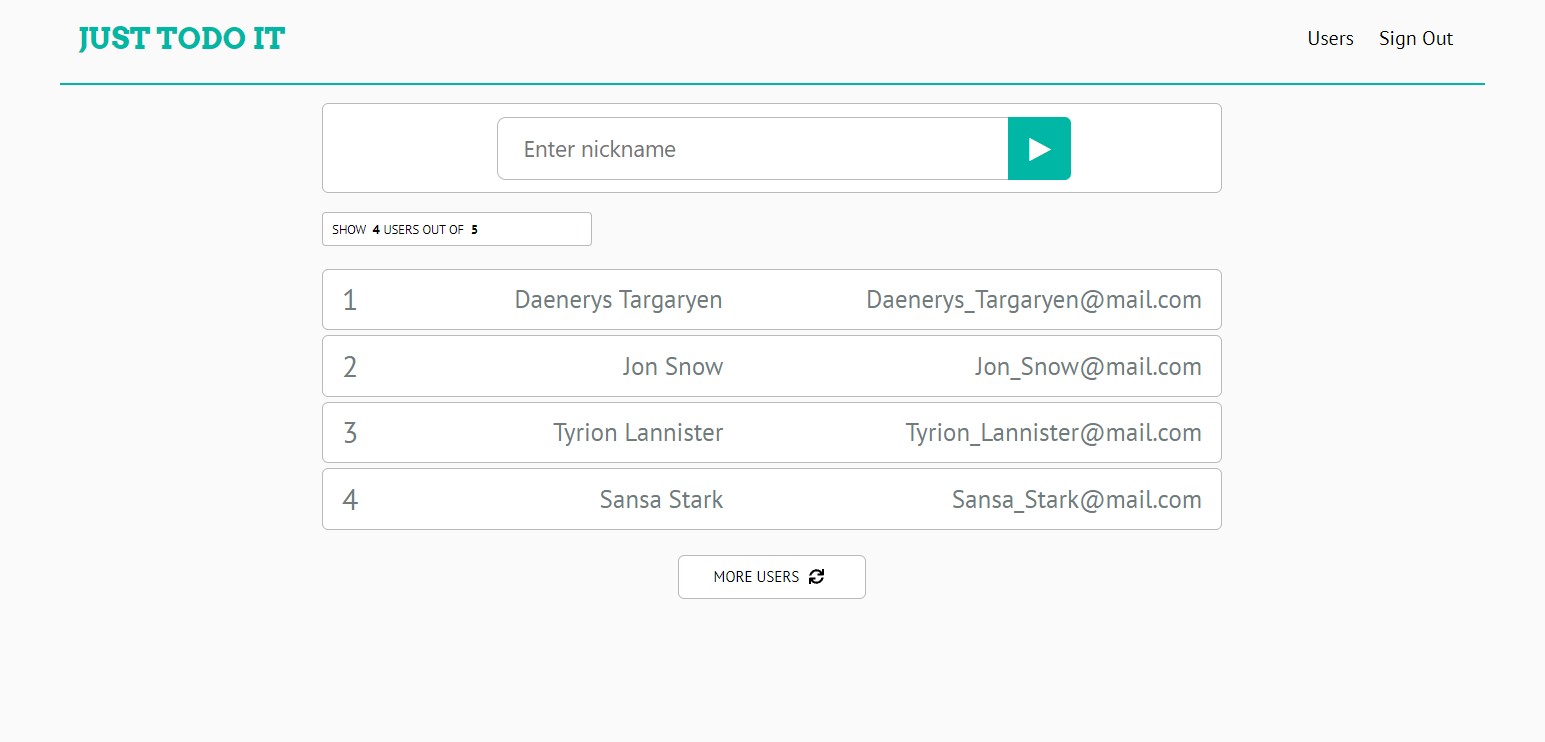 JUST TODO IT
Users Sign Out
Enter nickname
SHOW 4 USERS OUT OF 5
1 Daenerys Targaryen Daenerys_Targaryen@mail.com
2 Jon Snow Jon_Snow@mail.com
3 Tyrion Lannister Tyrion_Lannister@mail.com
4 Sansa Stark Sansa_Stark@mail.com
MORE USERS